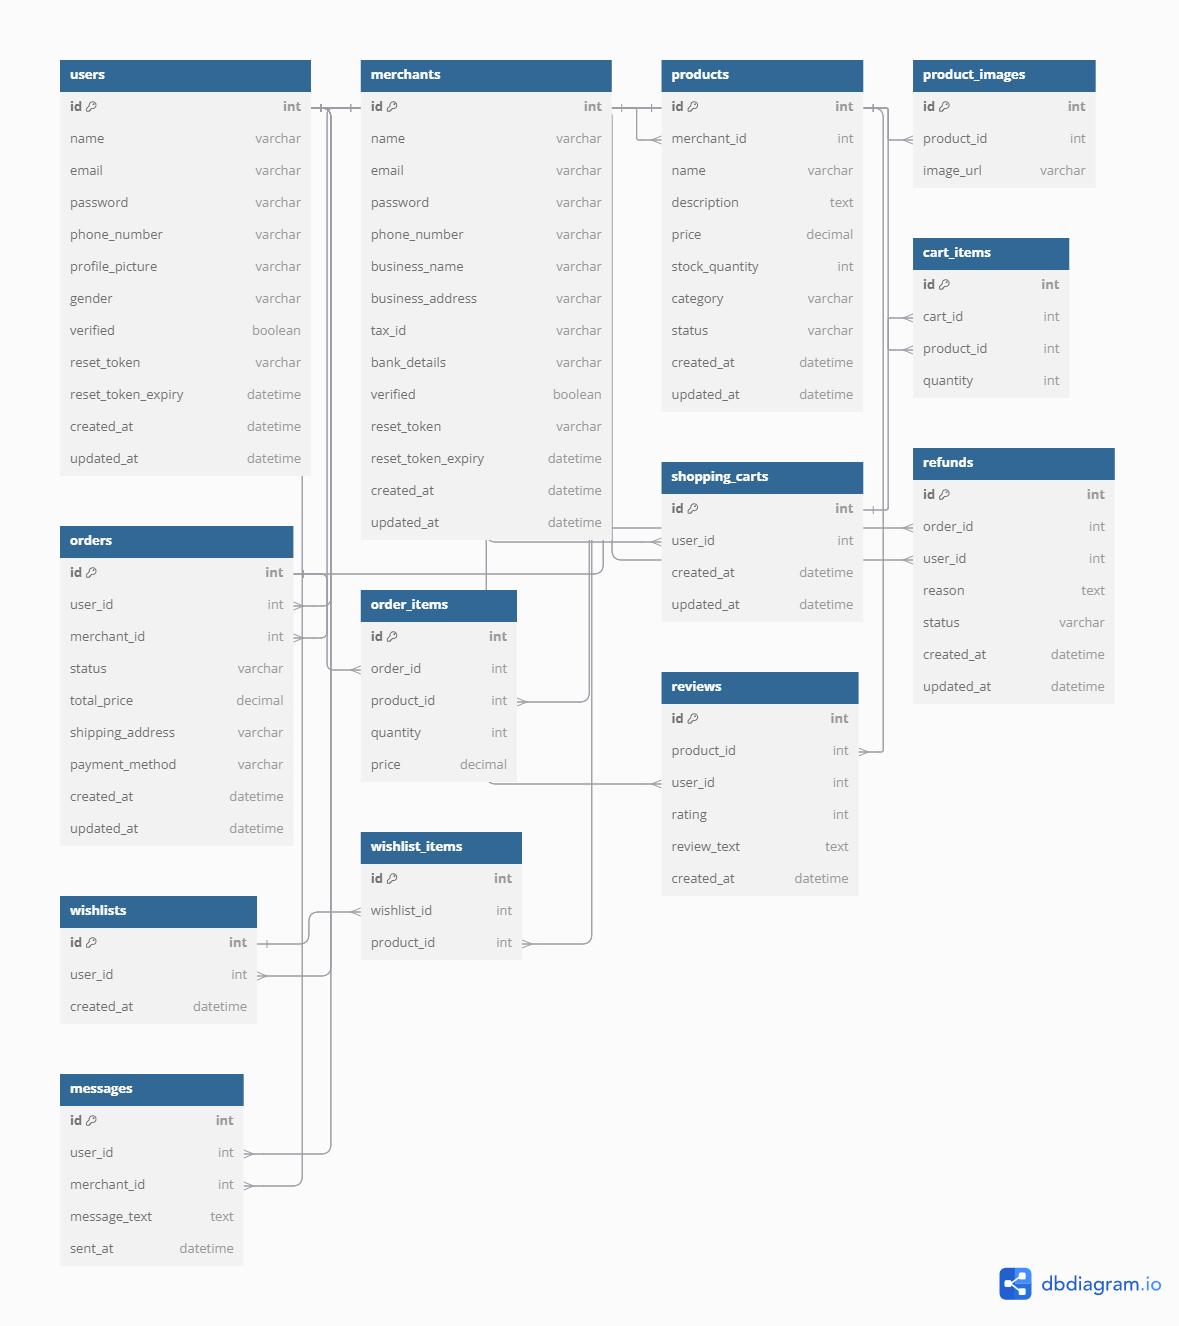 users
id int
name varchar
email varchar
password varchar
phone_number varchar
profile_picture varchar
gender varchar
verified boolean
reset_token varchar
reset_token_expiry datetime
created_at datetime
updated_at datetime
merchants
id int
name varchar
email varchar
password varchar
phone_number varchar
business_name varchar
business_address varchar
tax_id varchar
bank_details varchar
verified boolean
reset_token varchar
reset_token_expiry datetime
created_at datetime
updated_at datetime
products
id int
merchant_id int
name varchar
description text
price decimal
stock_quantity int
category varchar
status varchar
created_at datetime
updated_at datetime
product_images
id int
product_id int
image_url varchar
cart_items
id int
cart_id int
product_id int
quantity int
shopping_carts
id int
user_id int
created_at datetime
updated_at datetime
refunds
id int
order_id int
user_id int
reason text
status varchar
created_at datetime
updated_at datetime
orders
id int
user_id int
merchant_id int
status varchar
total_price decimal
shipping_address varchar
payment_method varchar
created_at datetime
updated_at datetime
order_items
id int
order_id int
product_id int
quantity int
price decimal
reviews
id int
product_id int
user_id int
rating int
review_text text
created_at datetime
wishlists
id int
user_id int
created_at datetime
wishlist_items
id int
wishlist_id int
product_id int
messages
id int
user_id int
merchant_id int
message_text text
sent_at datetime
dbdiagram.io